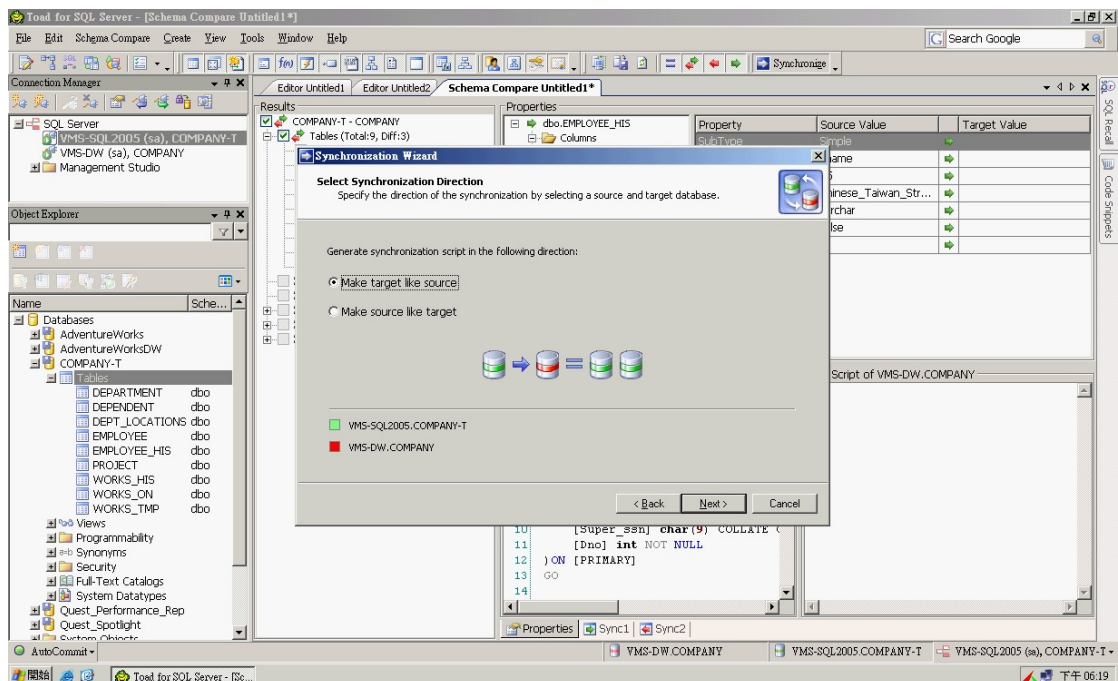 Toad for SQL Server - [Schema Compare Untitled1*]
File Edit Schema Compare Create View Tools Window Help
Search Google
Synchronize
Connection Manager
SQL Server
VMS-SQL2005 (sa), COMPANY-T
VMS-DW (sa), COMPANY
Management Studio
Object Explorer
Name Sche...
Databases
AdventureWorks
AdventureWorksDW
COMPANY-T
Tables
DEPARTMENT dbo
DEPENDENT dbo
DEPT_LOCATIONS dbo
EMPLOYEE dbo
EMPLOYEE_HIS dbo
PROJECT dbo
WORKS_HIS dbo
WORKS_ON dbo
WORKS_TMP dbo
Views
Programmability
Synonyms
Security
Full-Text Catalogs
System Datatypes
Quest_Performance_Rep
Quest_Spotlight
System Objects
Editor Untitled1 Editor Untitled2 Schema Compare Untitled1*
Results
COMPANY-T - COMPANY
Tables (Total:9, Diff:3)
Properties
dbo.EMPLOYEE_HIS
Columns
Property Source Value Target Value
SubType Simple
name
hinese_Taiwan_Str...
rchar
lse
Synchronization Wizard
Select Synchronization Direction
Specify the direction of the synchronization by selecting a source and target database.
Generate synchronization script in the following direction:
Make target like source
Make source like target
VMS-SQL2005.COMPANY-T
VMS-DW.COMPANY
< Back Next > Cancel
Script of VMS-DW.COMPANY
10 [Super_ssn] char(9) COLLATE
11 [Dno] int NOT NULL
12 )ON [PRIMARY]
13 GO
14
Properties Sync1 Sync2
SQL Recall
Code Snippets
AutoCommit
VMS-DW.COMPANY VMS-SQL2005.COMPANY-T VMS-SQL2005 (sa), COMPANY-T
開始 Toad for SQL Server - [Sc... 下午 06:19